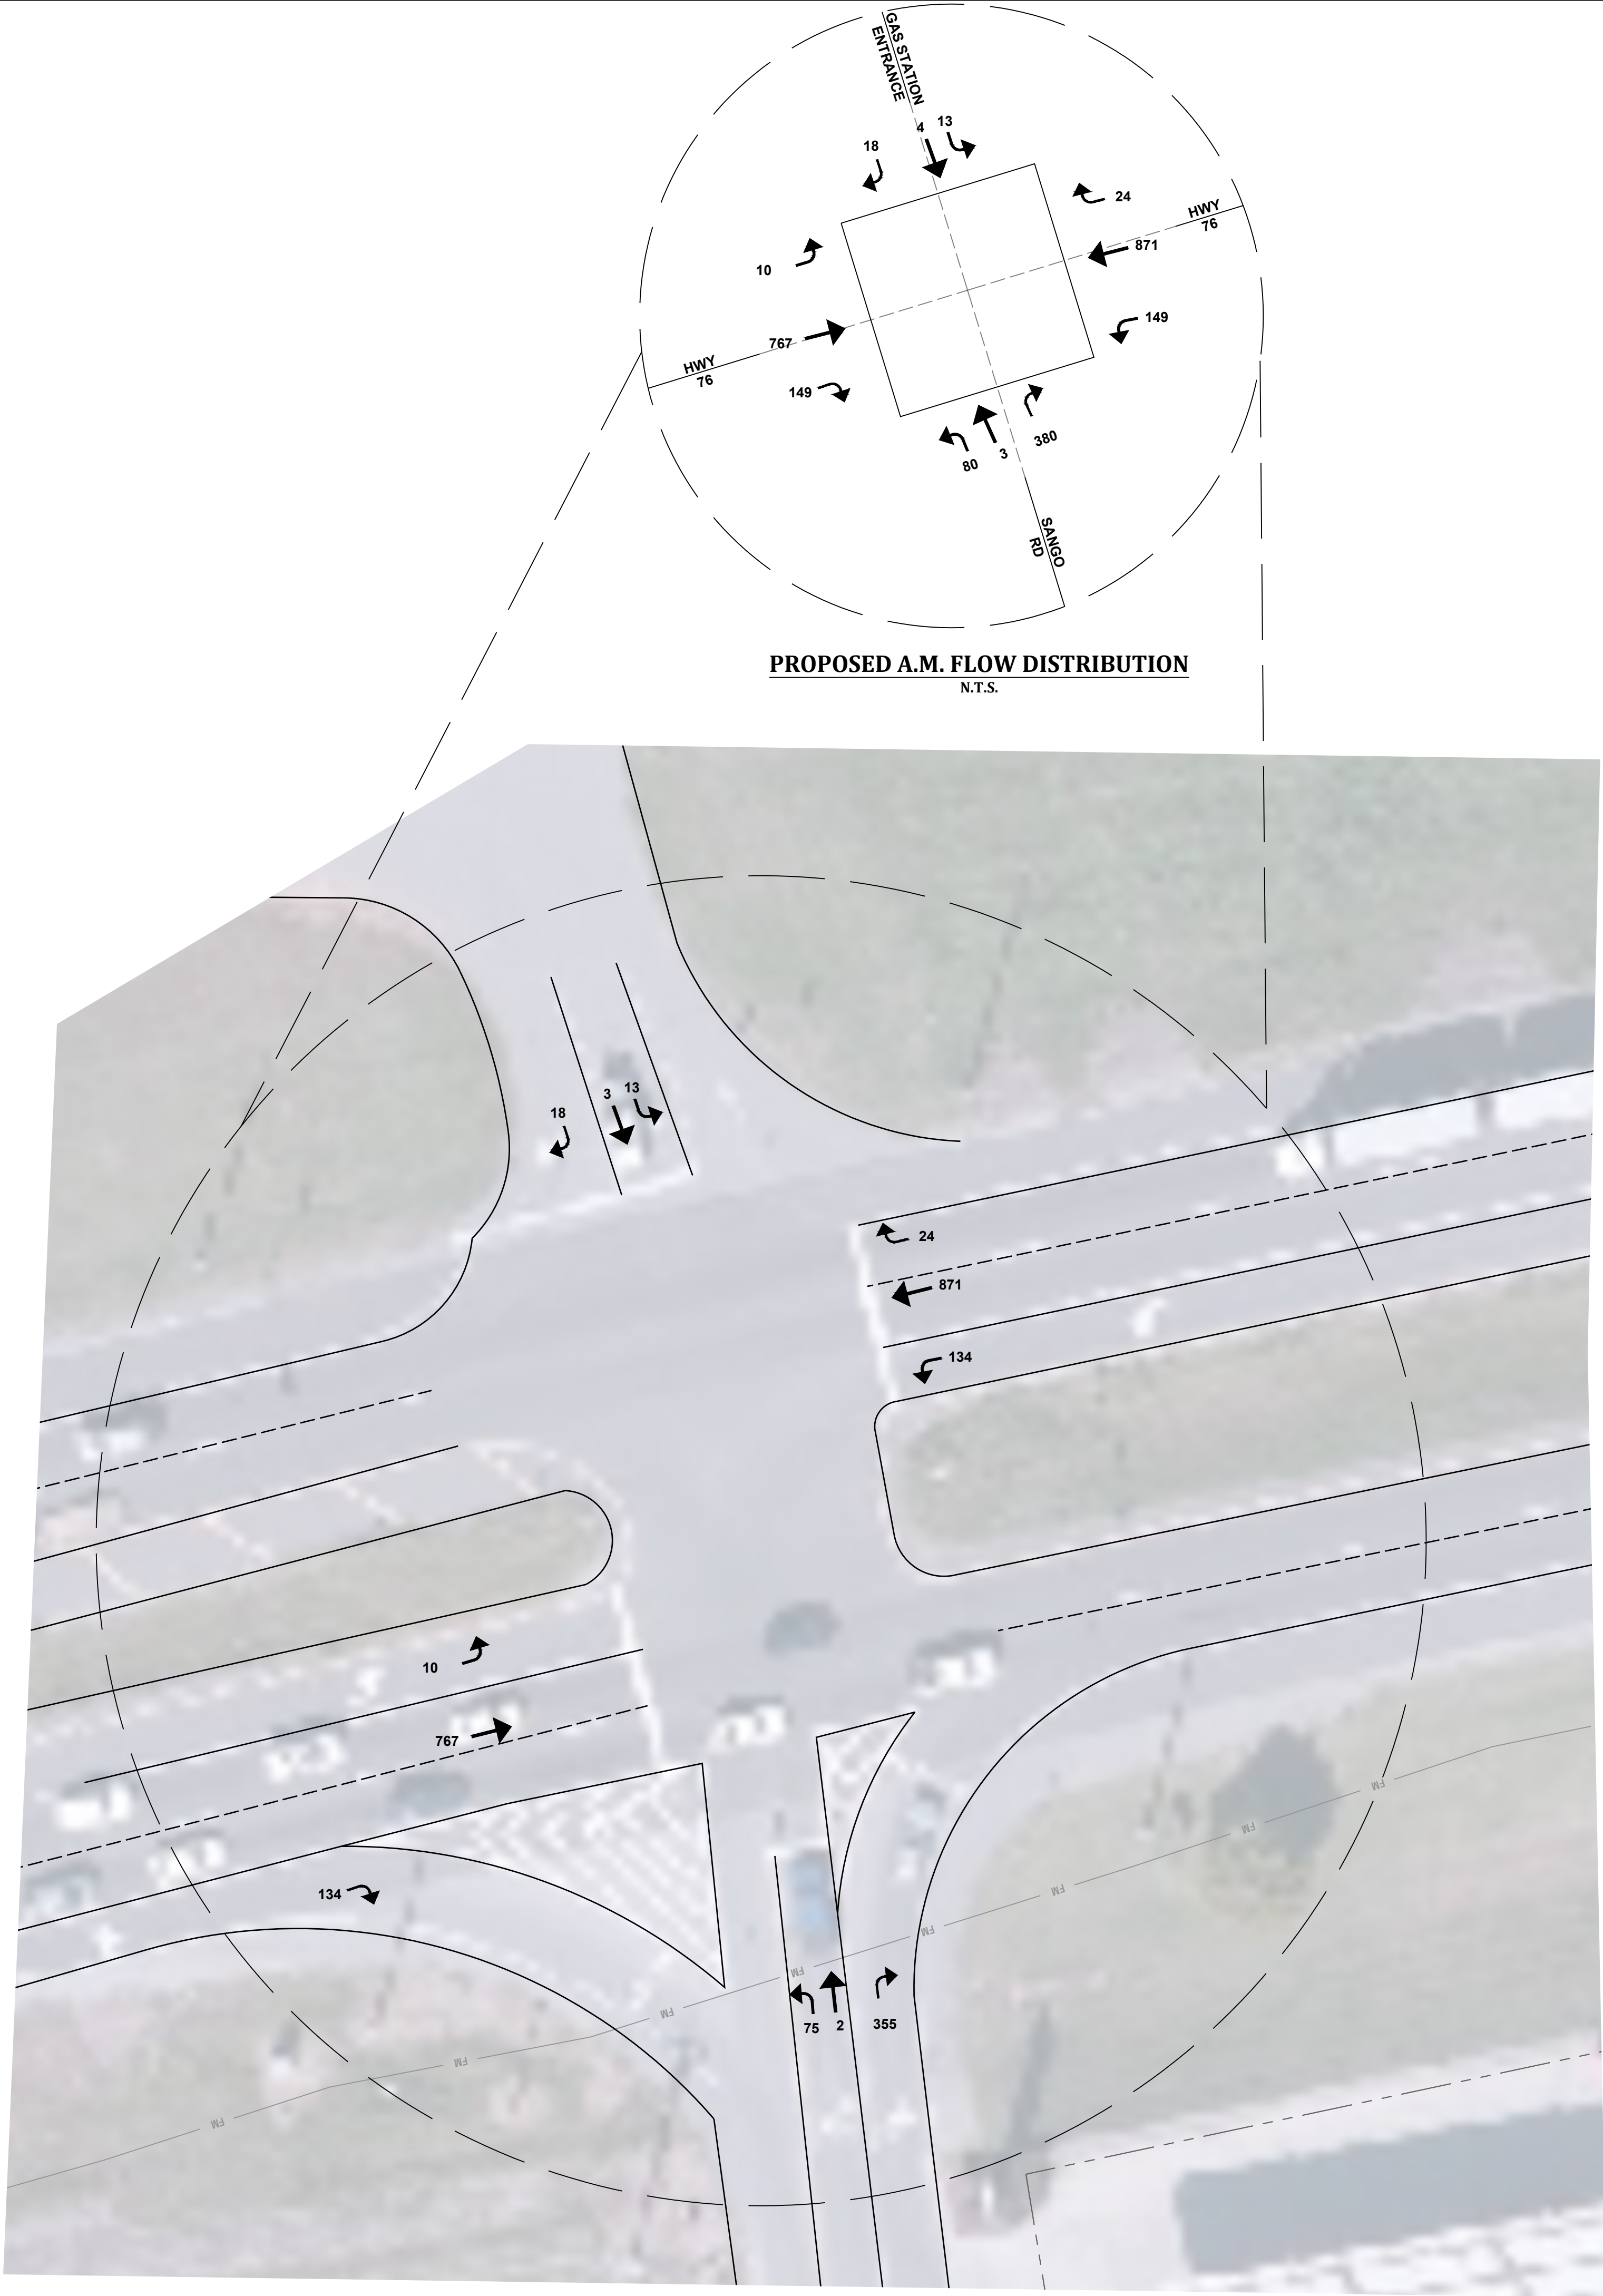 GAS STATION
ENTRANCE
4
13
18
24
HWY
76
871
10
149
767
HWY
76
149
80
3
380
SANGO
RD
PROPOSED A.M. FLOW DISTRIBUTION
N.T.S.
3
13
18
24
871
134
10
767
134
75
2
355
FM
FM
FM
FM
FM
FM
FM
FM